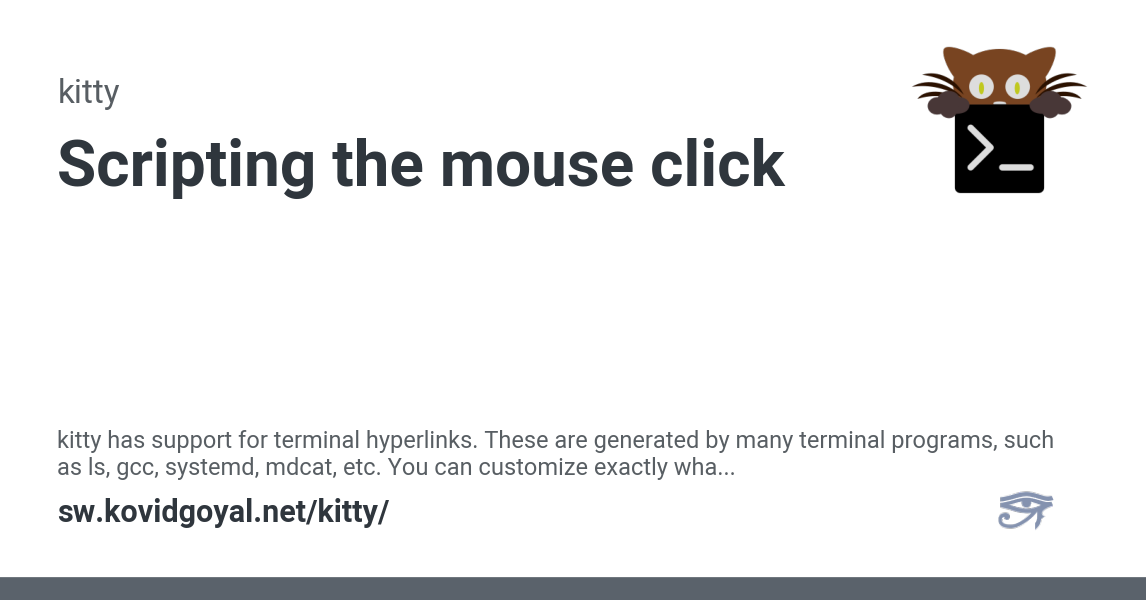 kitty
Scripting the mouse click
>_
kitty has support for terminal hyperlinks. These are generated by many terminal programs, such
as ls, gcc, systemd, mdcat, etc. You can customize exactly wha...
sw.kovidgoyal.net/kitty/